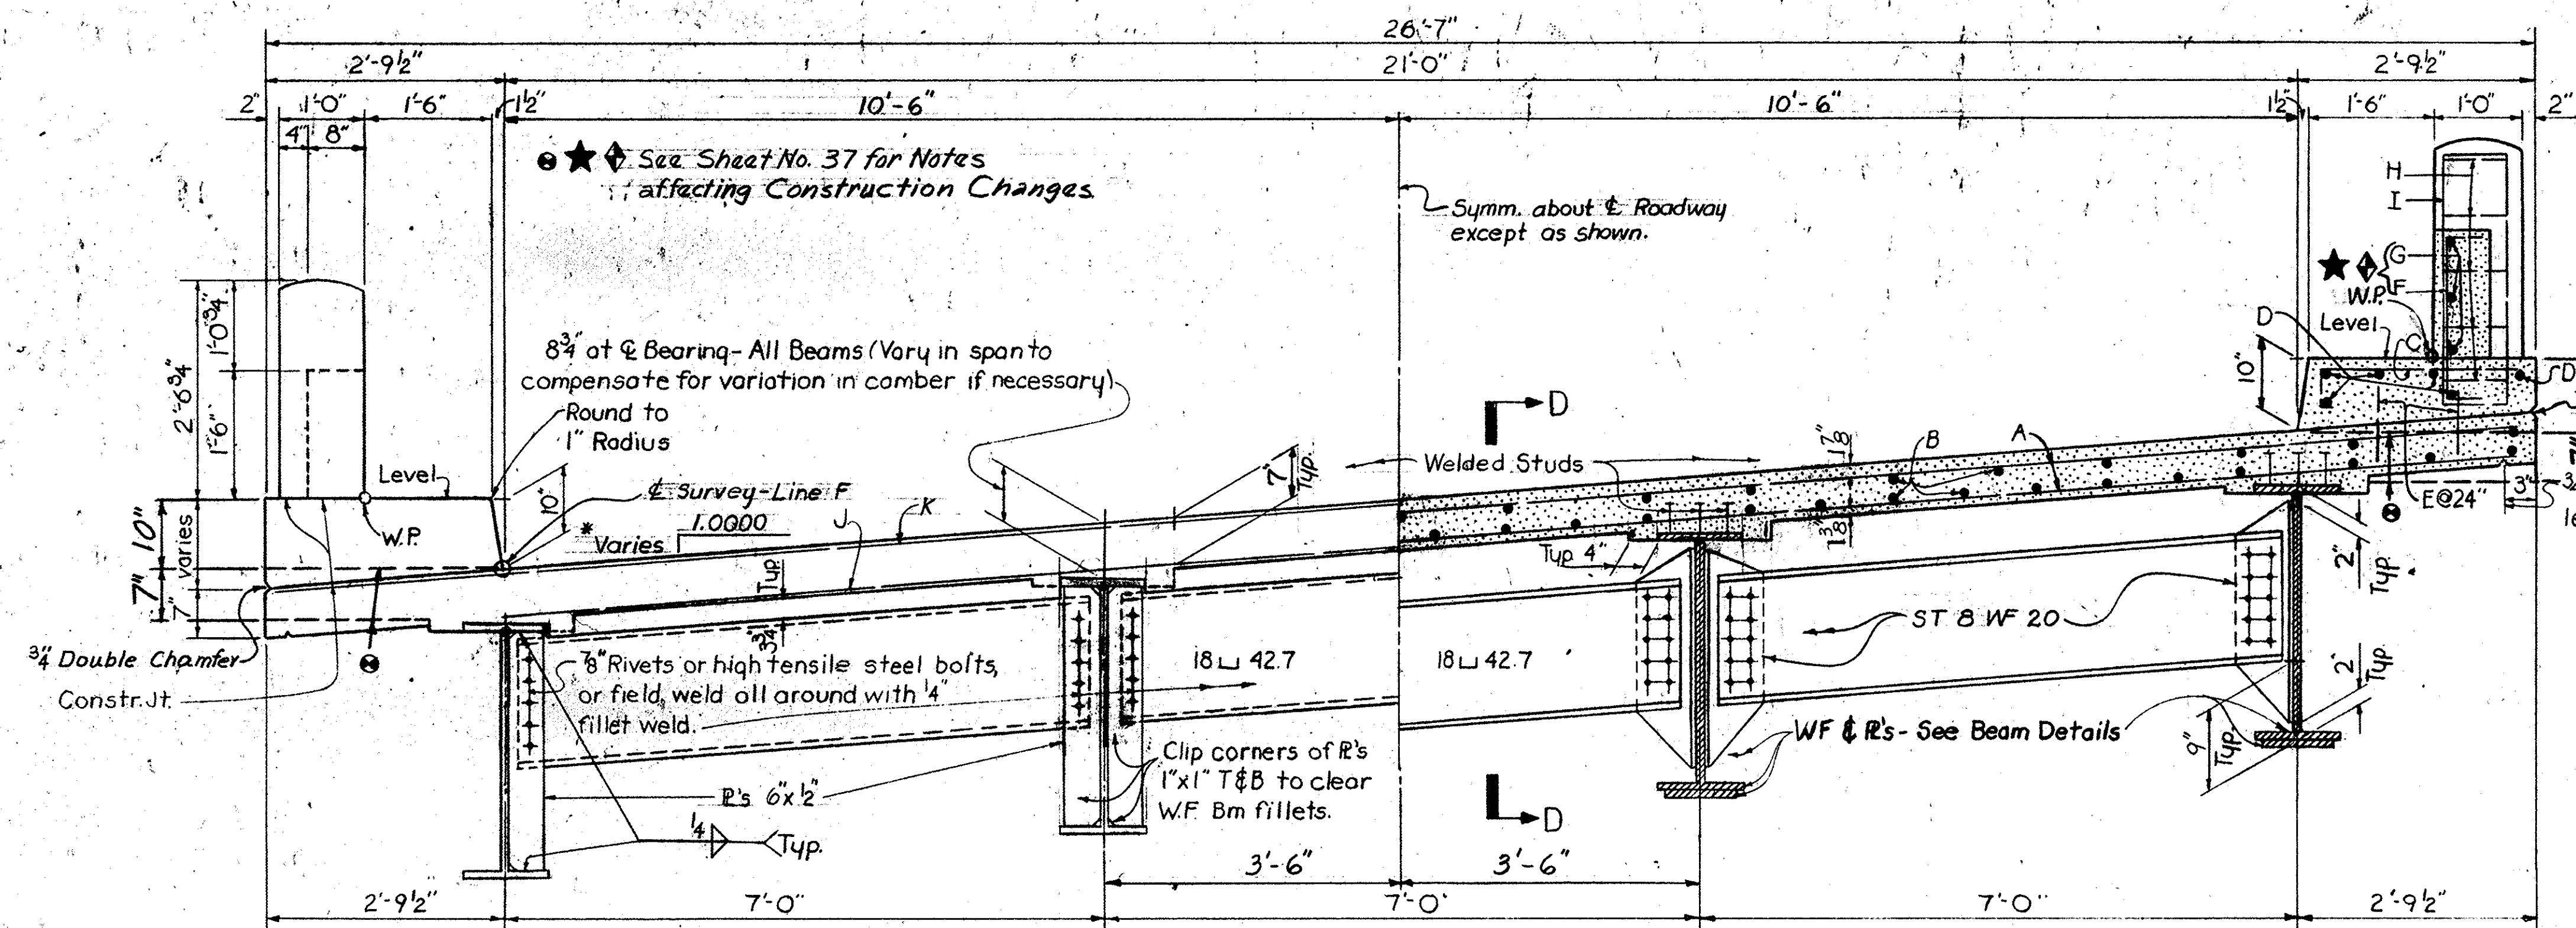 26'-7"
2'-9½" 21'-0" 2'-9½"
2" 1'-0" 1'-6" 1½" 10'-6" 10'-6" 1½" 1'-6" 1'-0" 2"
4" 8"
See Sheet No. 37 for Notes
affecting Construction Changes
Symm. about ℄ Roadway
except as shown.
H
I
G
F
W.P.
Level
D
C
D
10"
2'-6¾"
1'-0¾"
1'-6"
8¾" at ℄ Bearing-All Beams (Vary in span to
compensate for variation in camber if necessary)
Round to
1" Radius
Level
W.P.
10"
℄ Survey-Line F
1.0000
* Varies
J
K
7"
Typ.
D
Welded Studs
1⅞"
B
A
1¾"
Typ. 4"
E@24"
3"
10"
7"
varies
7"
Typ.
¾"
¾" Double Chamfer
Constr. Jt.
⅞" Rivets or high tensile steel bolts,
or field, weld all around with ¼"
fillet weld.
18 ⊔ 42.7
18 ⊔ 42.7
ST 8 WF 20
2"
Typ.
2"
Typ.
9"
Typ.
WF & ℞'s - See Beam Details
Clip corners of ℞'s
1"x1" T&B to clear
W.F. Bm fillets.
℞'s 6"x½"
¼ Typ.
D
3'-6" 3'-6"
2'-9½" 7'-0" 7'-0" 7'-0" 2'-9½"